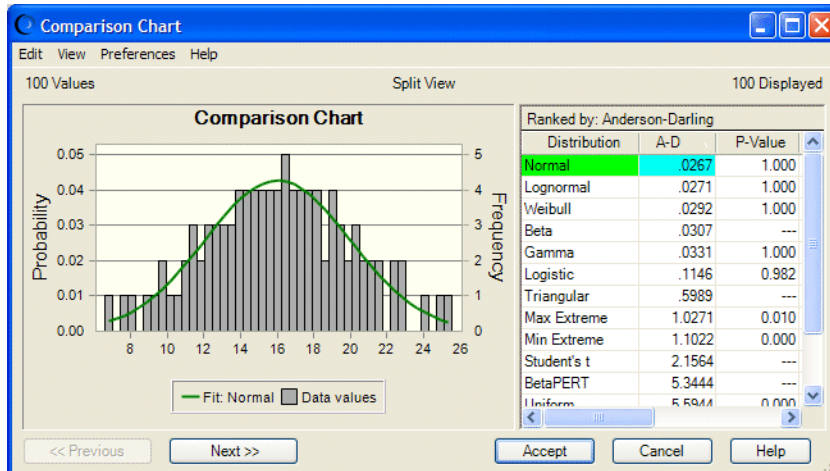 Comparison Chart
Edit View Preferences Help
100 Values Split View 100 Displayed
Comparison Chart
Probability
0.05
0.04
0.03
0.02
0.01
0.00
8 10 12 14 16 18 20 22 24 26
5
4
3
2
1
0
Frequency
Fit: Normal Data values
Ranked by: Anderson-Darling
Distribution A-D P-Value
Normal .0267 1.000
Lognormal .0271 1.000
Weibull .0292 1.000
Beta .0307 ---
Gamma .0331 1.000
Logistic .1146 0.982
Triangular .5989 ---
Max Extreme 1.0271 0.010
Min Extreme 1.1022 0.000
Student's t 2.1564 ---
BetaPERT 5.3444 ---
Uniform 5.5944 0.000
<< Previous Next >> Accept Cancel Help